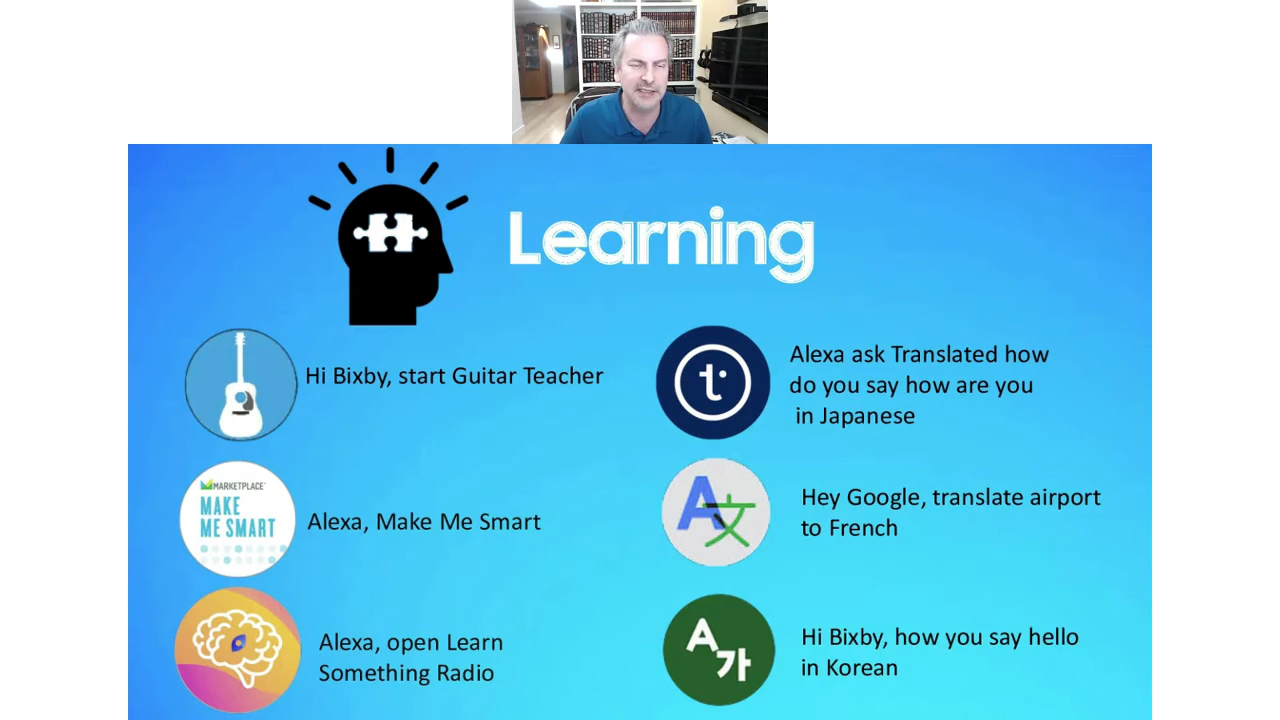 Learning
Hi Bixby, start Guitar Teacher
MARKETPLACE
MAKE
ME SMART
Alexa, Make Me Smart
Alexa, open Learn
Something Radio
t
Alexa ask Translated how
do you say how are you
in Japanese
A
文
Hey Google, translate airport
to French
A
가
Hi Bixby, how you say hello
in Korean